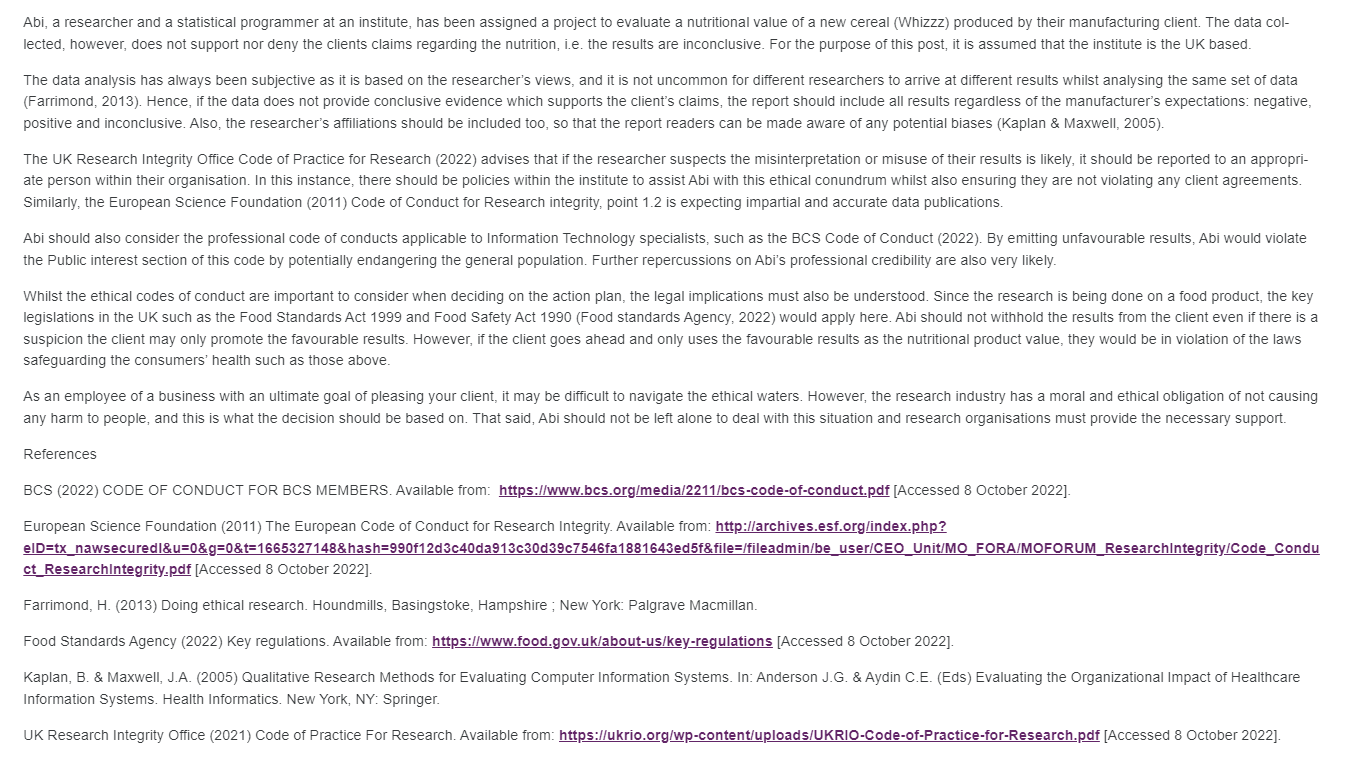 Abi, a researcher and a statistical programmer at an institute, has been assigned a project to evaluate a nutritional value of a new cereal (Whizzz) produced by their manufacturing client. The data col-
lected, however, does not support nor deny the clients claims regarding the nutrition, i.e. the results are inconclusive. For the purpose of this post, it is assumed that the institute is the UK based.
The data analysis has always been subjective as it is based on the researcher's views, and it is not uncommon for different researchers to arrive at different results whilst analysing the same set of data
(Farrimond, 2013). Hence, if the data does not provide conclusive evidence which supports the client's claims, the report should include all results regardless of the manufacturer's expectations: negative,
positive and inconclusive. Also, the researcher's affiliations should be included too, so that the report readers can be made aware of any potential biases (Kaplan & Maxwell, 2005).
The UK Research Integrity Office Code of Practice for Research (2022) advises that if the researcher suspects the misinterpretation or misuse of their results is likely, it should be reported to an appropri-
ate person within their organisation. In this instance, there should be policies within the institute to assist Abi with this ethical conundrum whilst also ensuring they are not violating any client agreements.
Similarly, the European Science Foundation (2011) Code of Conduct for Research integrity, point 1.2 is expecting impartial and accurate data publications.
Abi should also consider the professional code of conducts applicable to Information Technology specialists, such as the BCS Code of Conduct (2022). By emitting unfavourable results, Abi would violate
the Public interest section of this code by potentially endangering the general population. Further repercussions on Abi's professional credibility are also very likely.
Whilst the ethical codes of conduct are important to consider when deciding on the action plan, the legal implications must also be understood. Since the research is being done on a food product, the key
legislations in the UK such as the Food Standards Act 1999 and Food Safety Act 1990 (Food standards Agency, 2022) would apply here. Abi should not withhold the results from the client even if there is a
suspicion the client may only promote the favourable results. However, if the client goes ahead and only uses the favourable results as the nutritional product value, they would be in violation of the laws
safeguarding the consumers' health such as those above.
As an employee of a business with an ultimate goal of pleasing your client, it may be difficult to navigate the ethical waters. However, the research industry has a moral and ethical obligation of not causing
any harm to people, and this is what the decision should be based on. That said, Abi should not be left alone to deal with this situation and research organisations must provide the necessary support.
References
BCS (2022) CODE OF CONDUCT FOR BCS MEMBERS. Available from: https://www.bcs.org/media/2211/bcs-code-of-conduct.pdf [Accessed 8 October 2022].
European Science Foundation (2011) The European Code of Conduct for Research Integrity. Available from: http://archives.esf.org/index.php?
eID=tx_nawsecuredl&u=0&g=0&t=1665327148&hash=990f12d3c40da913c30d39c7546fa1881643ed5f&file=/fileadmin/be_user/CEO_Unit/MO_FORA/MOFORUM_ResearchIntegrity/Code_Condu
ct_ResearchIntegrity.pdf [Accessed 8 October 2022].
Farrimond, H. (2013) Doing ethical research. Houndmills, Basingstoke, Hampshire ; New York: Palgrave Macmillan.
Food Standards Agency (2022) Key regulations. Available from: https://www.food.gov.uk/about-us/key-regulations [Accessed 8 October 2022].
Kaplan, B. & Maxwell, J.A. (2005) Qualitative Research Methods for Evaluating Computer Information Systems. In: Anderson J.G. & Aydin C.E. (Eds) Evaluating the Organizational Impact of Healthcare
Information Systems. Health Informatics. New York, NY: Springer.
UK Research Integrity Office (2021) Code of Practice For Research. Available from: https://ukrio.org/wp-content/uploads/UKRIO-Code-of-Practice-for-Research.pdf [Accessed 8 October 2022].